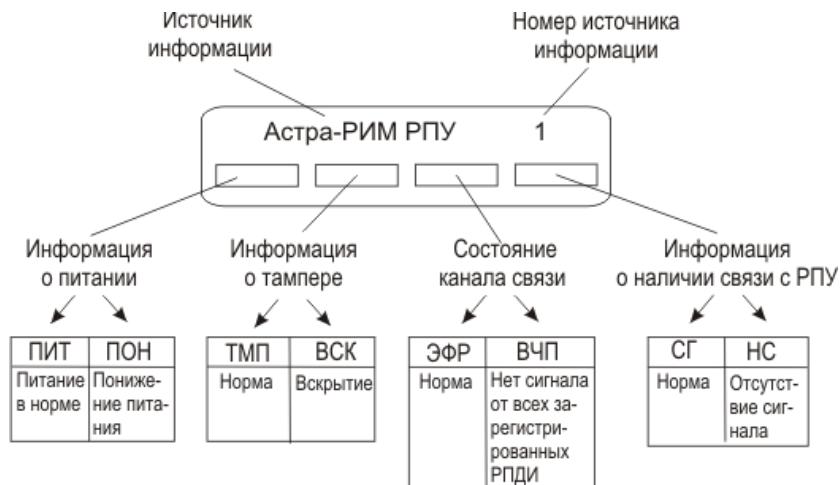 Источник
информации
Номер источника
информации
Астра-РИМ РПУ 1
Информация
о питании
Информация
о тампере
Состояние
канала связи
Информация
о наличии связи с РПУ
ПИТ ПОН
Питание
в норме
Пониже-
ние пита-
ния
ТМП ВСК
Норма
Вскрытие
ЭФР ВЧП
Норма
Нет сигнала
от всех за-
регистри-
рованных
РПДИ
СГ НС
Норма
Отсутст-
вие сиг-
нала